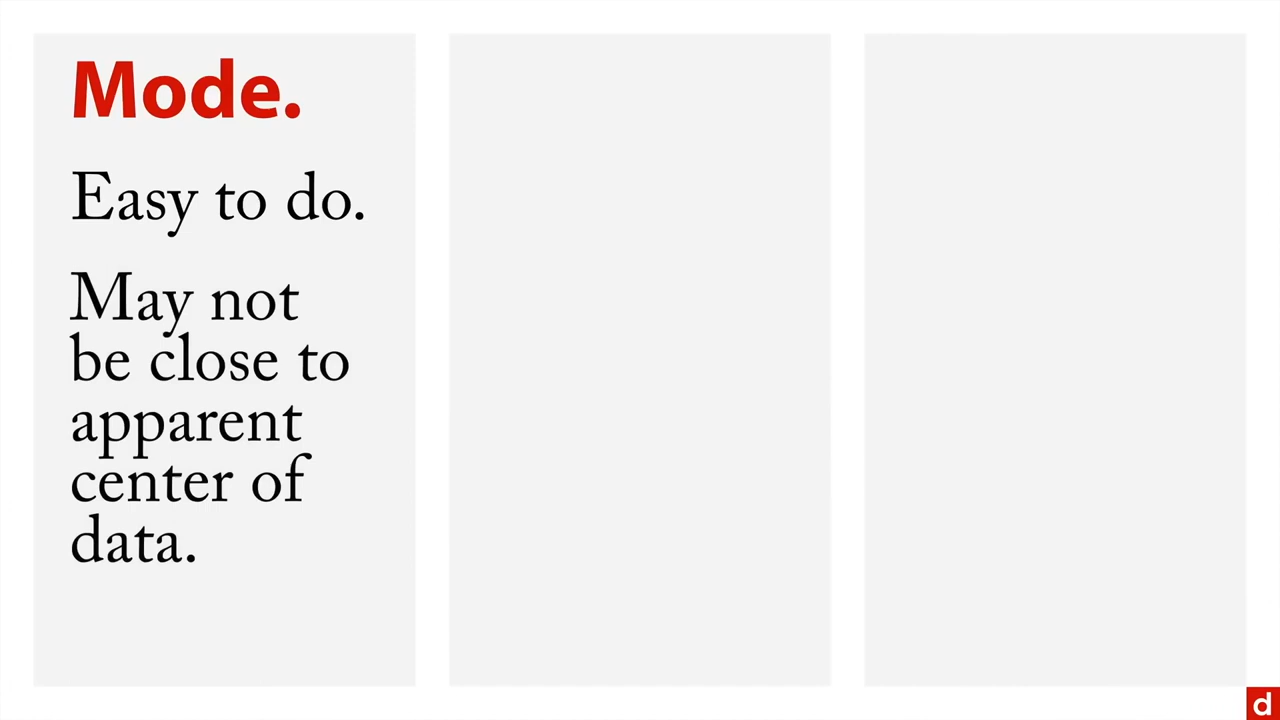 Mode.
Easy to do.
May not
be close to
apparent
center of
data.
d